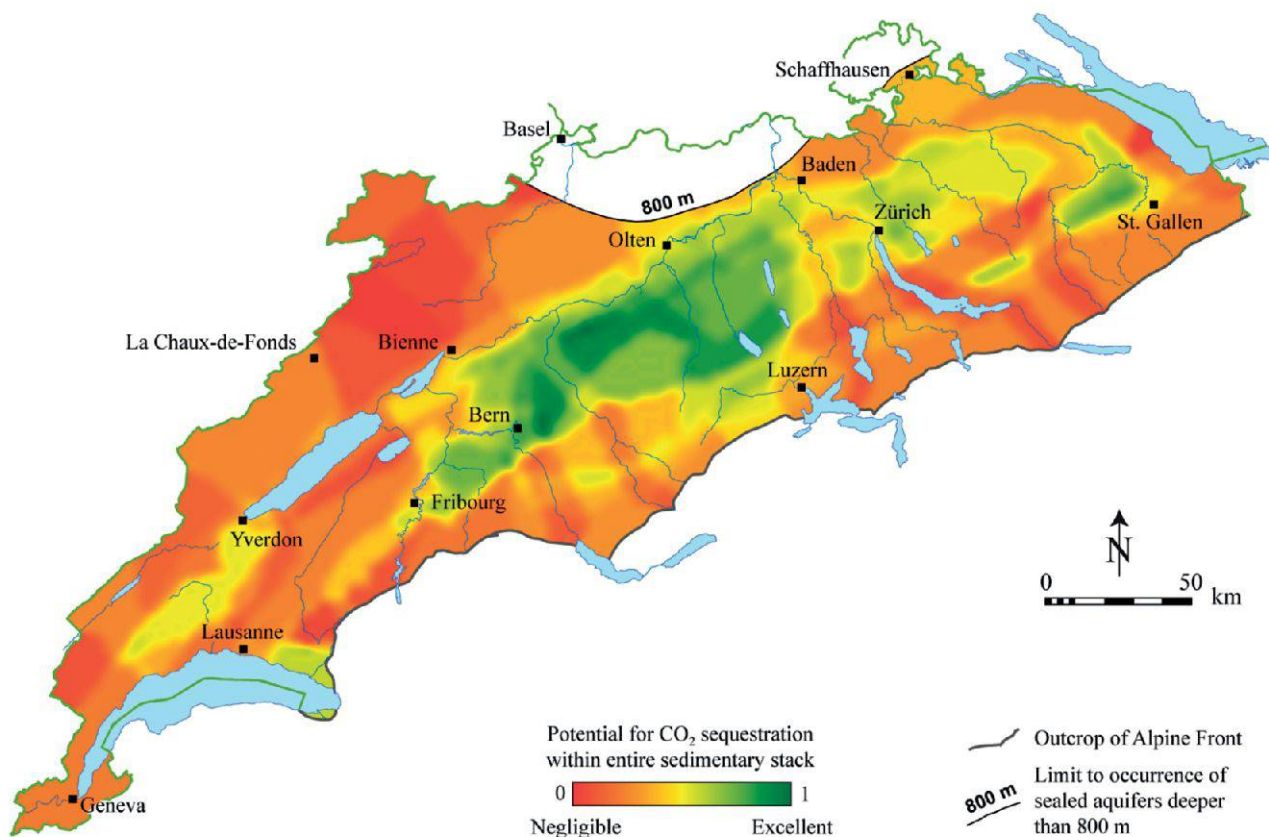 Schaffhausen
Basel
Baden
800 m
Zürich
Olten
St. Gallen
La Chaux-de-Fonds
Bienne
Luzern
Bern
Fribourg
Yverdon
N
0 50
km
Lausanne
Potential for CO₂ sequestration
within entire sedimentary stack
0 1
Negligible Excellent
Outcrop of Alpine Front
800 m
Limit to occurrence of
sealed aquifers deeper
than 800 m
Geneva